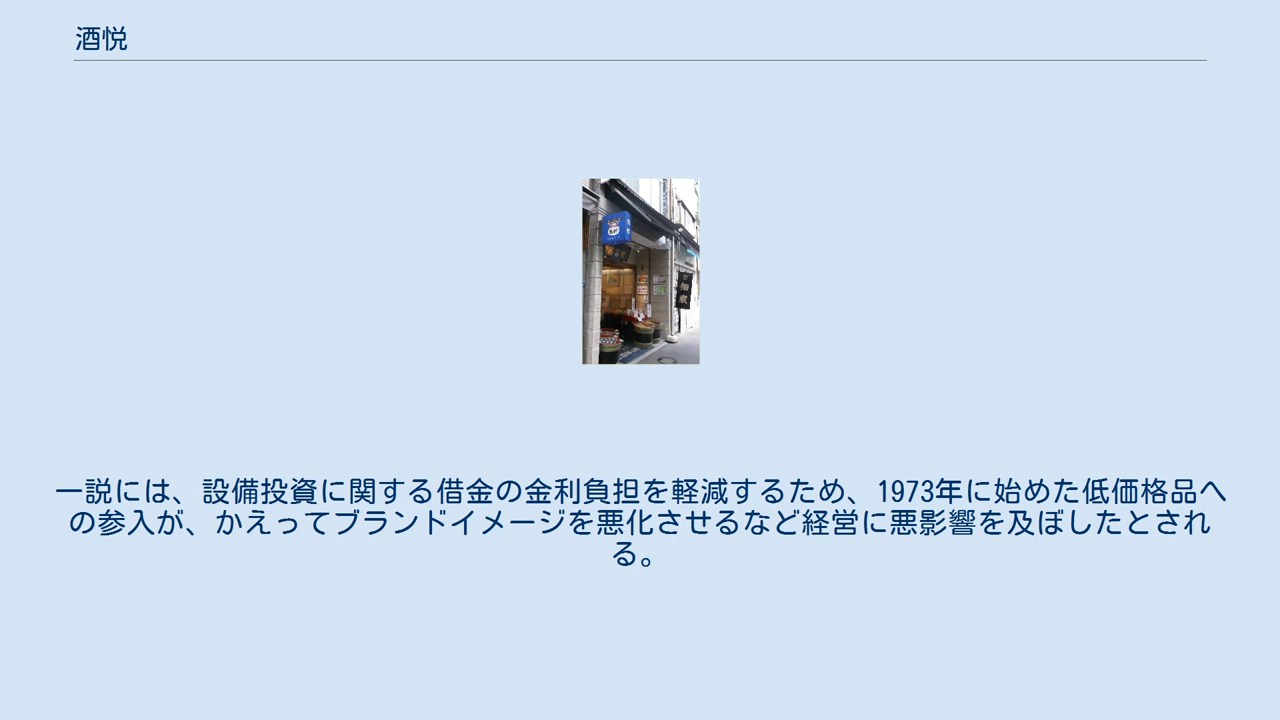 酒悦
一説には、設備投資に関する借金の金利負担を軽減するため、1973年に始めた低価格品へ
の参入が、かえってブランドイメージを悪化させるなど経営に悪影響を及ぼしたとされ
る。